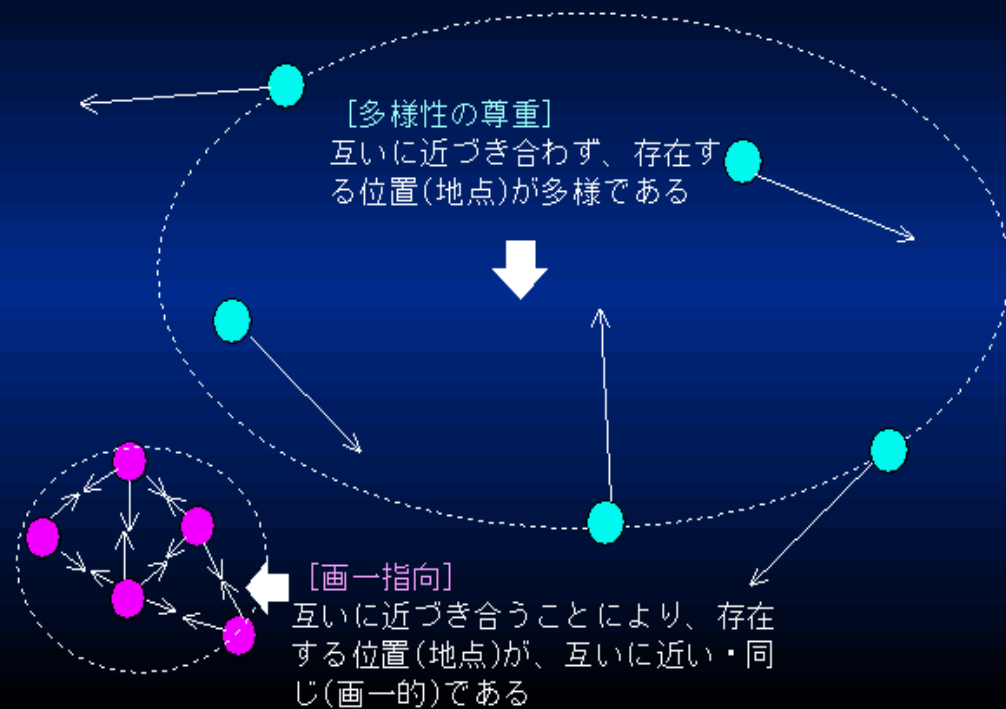 [多様性の尊重]
互いに近づき合わず、存在す
る位置(地点)が多様である
[画一指向]
互いに近づき合うことにより、存在
する位置(地点)が、互いに近い・同
じ(画一的)である